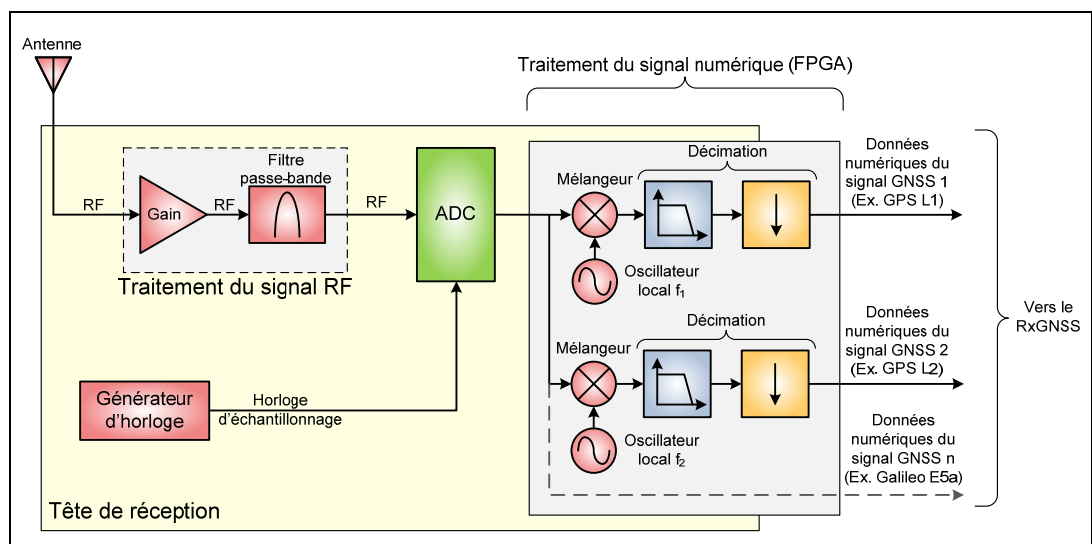 Antenne
Traitement du signal numérique (FPGA)
Filtre
passe-bande
RF
Gain
RF
RF
ADC
Traitement du signal RF
Générateur
d'horloge
Horloge
d'échantillonnage
Tête de réception
Décimation
Mélangeur
Oscillateur
local f1
Données
numériques du
signal GNSS 1
(Ex. GPS L1)
Décimation
Mélangeur
Oscillateur
local f2
Données
numériques du
signal GNSS 2
(Ex. GPS L2)
Données
numériques du
signal GNSS n
(Ex. Galileo E5a)
Vers le
RxGNSS